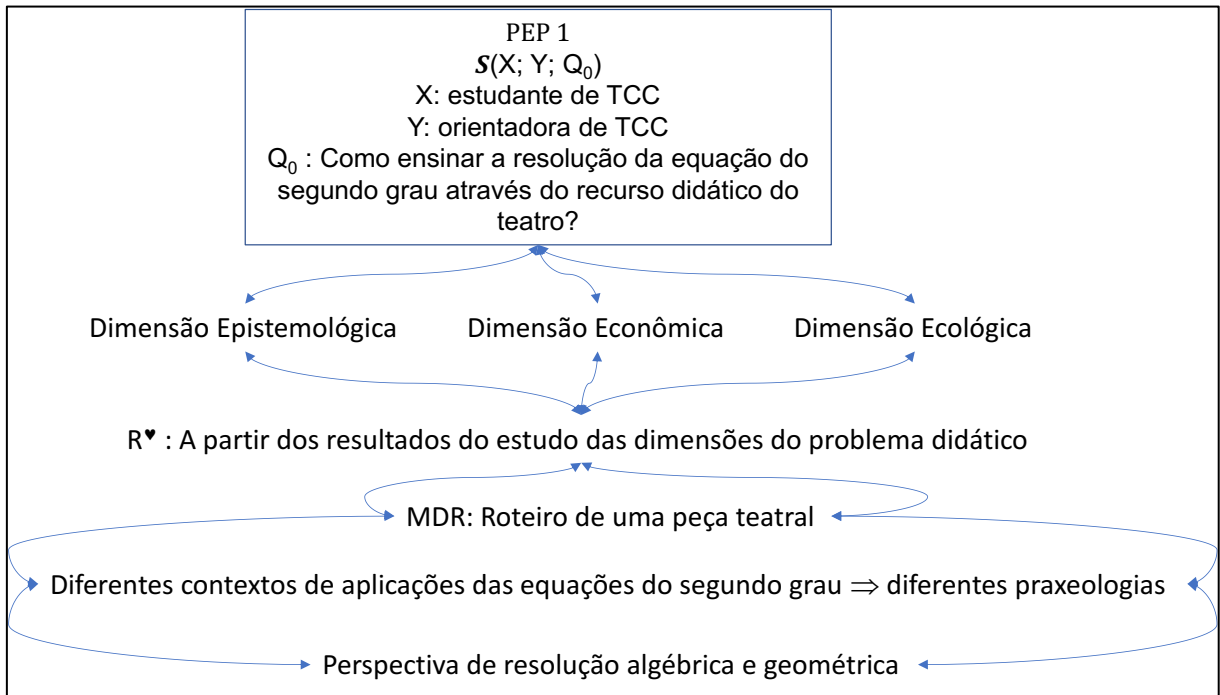 PEP 1
S(X; Y; Q₀)
X: estudante de TCC
Y: orientadora de TCC
Q₀ : Como ensinar a resolução da equação do
segundo grau através do recurso didático do
teatro?
Dimensão Epistemológica Dimensão Econômica Dimensão Ecológica
R♥ : A partir dos resultados do estudo das dimensões do problema didático
MDR: Roteiro de uma peça teatral
Diferentes contextos de aplicações das equações do segundo grau ⇒ diferentes praxeologias
Perspectiva de resolução algébrica e geométrica